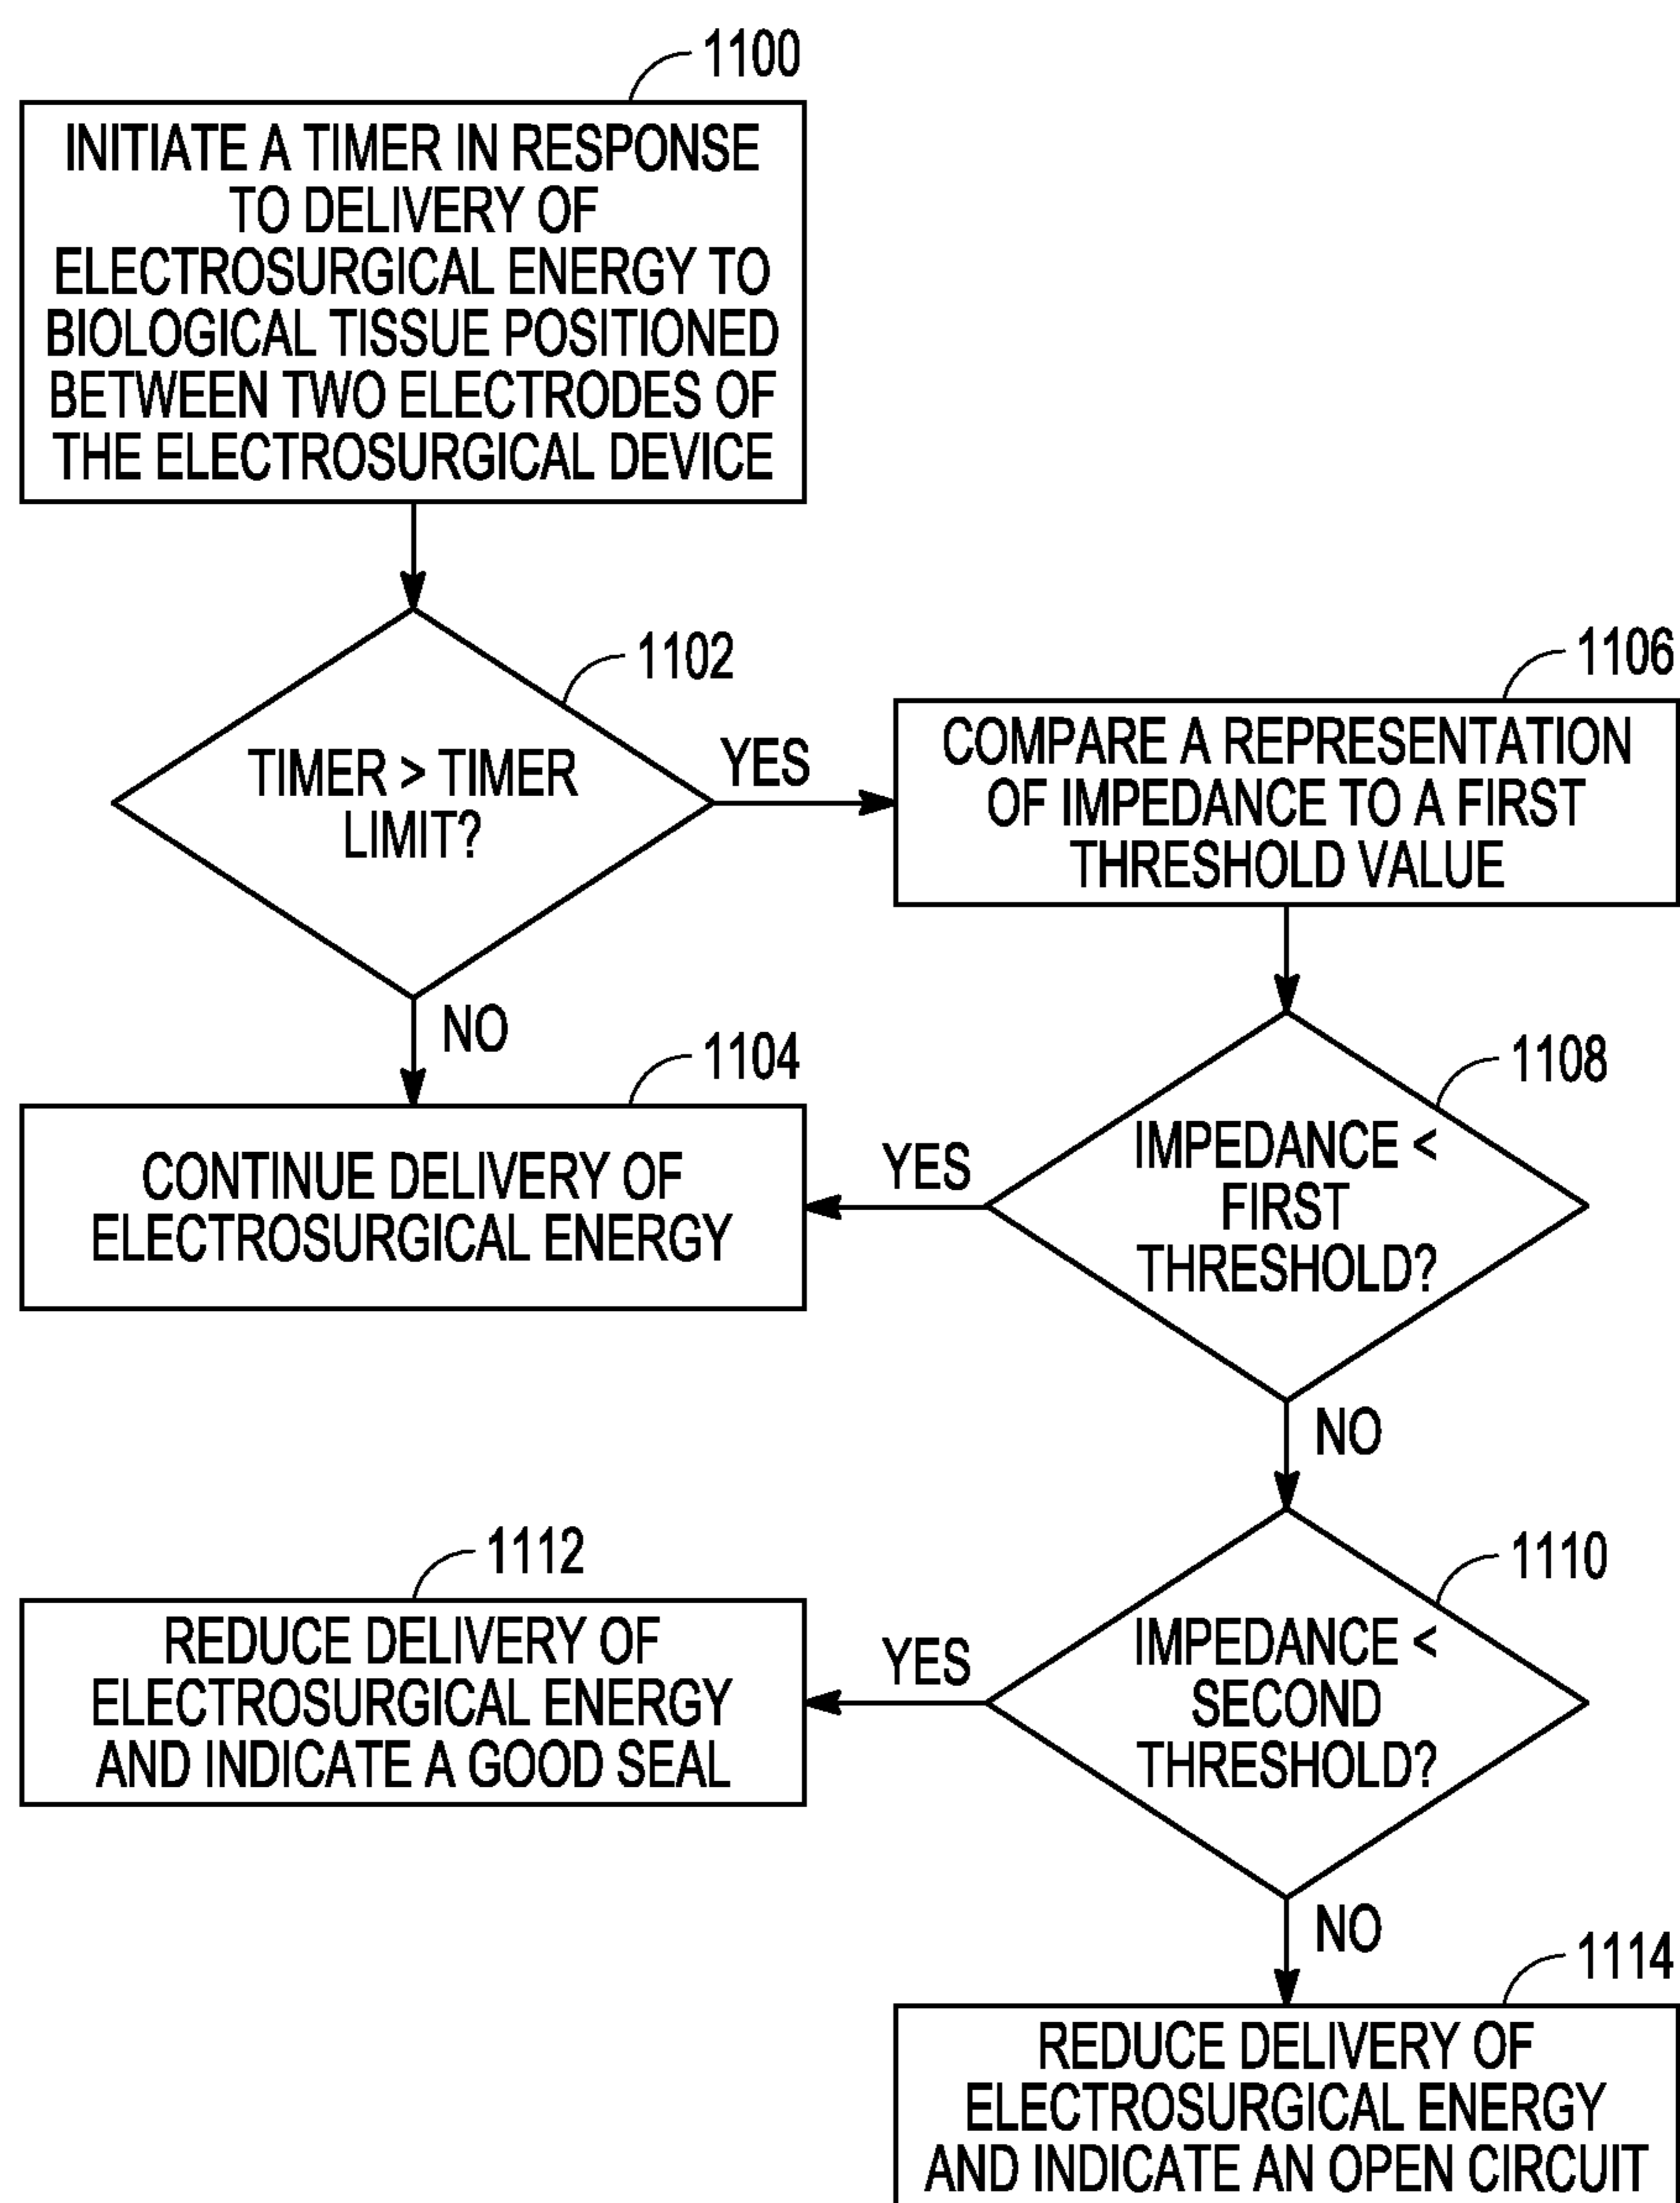 1100
INITIATE A TIMER IN RESPONSE
TO DELIVERY OF
ELECTROSURGICAL ENERGY TO
BIOLOGICAL TISSUE POSITIONED
BETWEEN TWO ELECTRODES OF
THE ELECTROSURGICAL DEVICE
1102
TIMER > TIMER
LIMIT?
YES
NO
1106
COMPARE A REPRESENTATION
OF IMPEDANCE TO A FIRST
THRESHOLD VALUE
1104
CONTINUE DELIVERY OF
ELECTROSURGICAL ENERGY
1108
IMPEDANCE <
FIRST
THRESHOLD?
YES
NO
1110
IMPEDANCE <
SECOND
THRESHOLD?
YES
NO
1112
REDUCE DELIVERY OF
ELECTROSURGICAL ENERGY
AND INDICATE A GOOD SEAL
1114
REDUCE DELIVERY OF
ELECTROSURGICAL ENERGY
AND INDICATE AN OPEN CIRCUIT